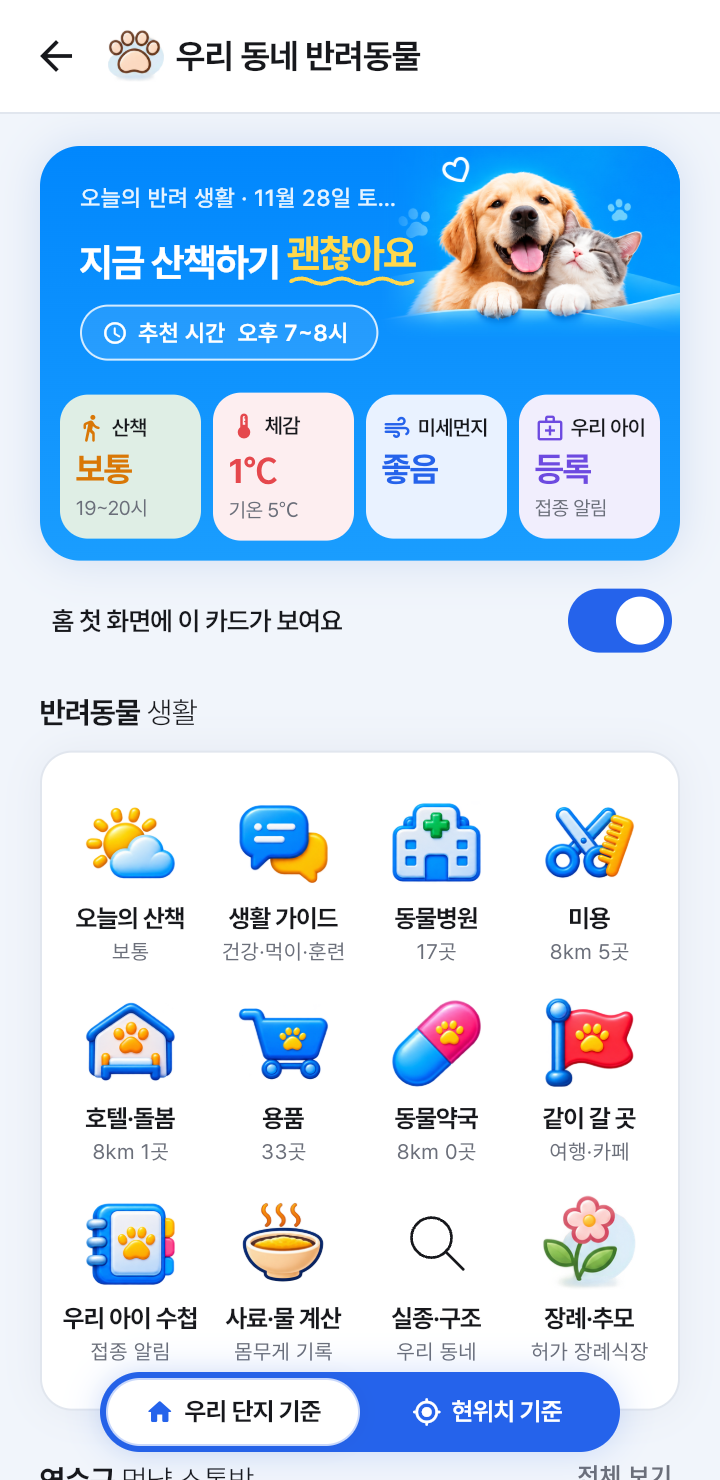 우리 동네 반려동물
오늘의 반려 생활 · 11월 28일 토...
지금 산책하기 괜찮아요
추천 시간 오후 7~8시
산책
보통
19~20시
체감
1°C
기온 5°C
미세먼지
좋음
우리 아이
등록
접종 알림
홈 첫 화면에 이 카드가 보여요
반려동물 생활
오늘의 산책
보통
생활 가이드
건강·먹이·훈련
동물병원
17곳
미용
8km 5곳
호텔·돌봄
8km 1곳
용품
33곳
동물약국
8km 0곳
같이 갈 곳
여행·카페
우리 아이 수첩
접종 알림
사료·물 계산
몸무게 기록
실종·구조
우리 동네
장례·추모
허가 장례식장
우리 단지 기준
현위치 기준
전체 보기